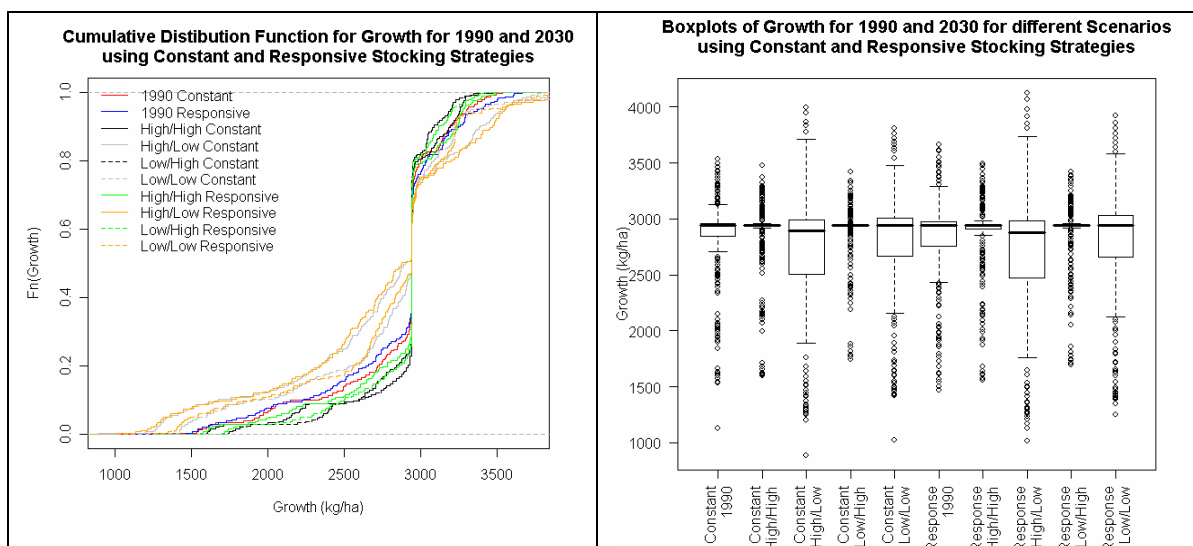 Cumulative Distibution Function for Growth for 1990 and 2030
using Constant and Responsive Stocking Strategies
1.0
0.8
0.6
0.4
0.2
0.0
Fn(Growth)
1990 Constant
1990 Responsive
High/High Constant
High/Low Constant
Low/High Constant
Low/Low Constant
High/High Responsive
High/Low Responsive
Low/High Responsive
Low/Low Responsive
1000 1500 2000 2500 3000 3500
Growth (kg/ha)
Boxplots of Growth for 1990 and 2030 for different Scenarios
using Constant and Responsive Stocking Strategies
4000
3500
3000
2500
2000
1500
1000
Growth (kg/ha)
Constant
1990
Constant
High/High
Constant
High/Low
Constant
Low/High
Constant
Low/Low
Response
1990
Response
High/High
Response
High/Low
Response
Low/High
Response
Low/Low